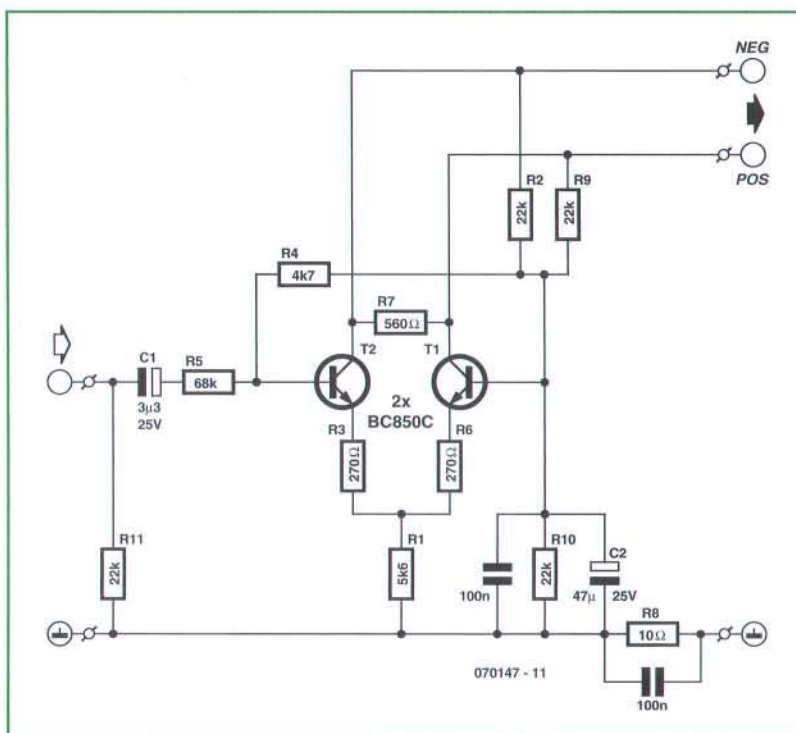 NEG
POS
R2
22k
R9
22k
R4
4k7
R7
560Ω
T2
T1
C1
3µ3
25V
R5
68k
2x
BC850C
R3
270Ω
R6
270Ω
R11
22k
R1
5k6
100n
R10
22k
C2
47µ
25V
R8
10Ω
100n
070147 - 11